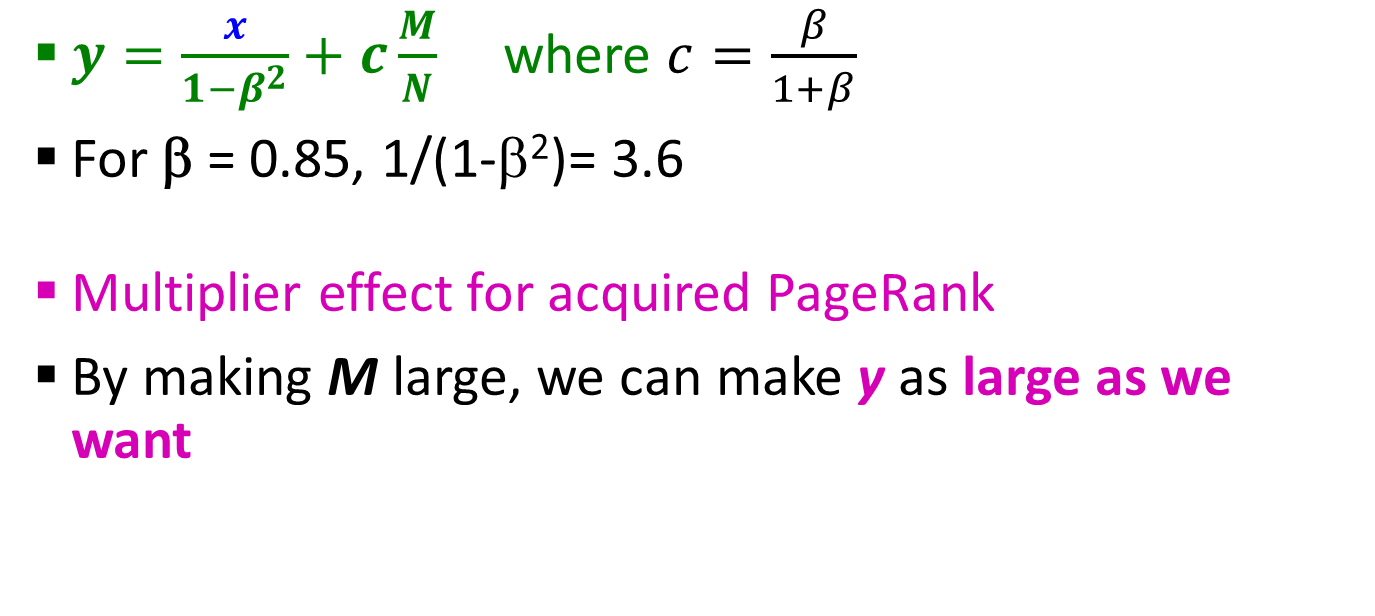 ▪ y = x/(1−β²) + c M/N where c = β/(1+β)
▪ For β = 0.85, 1/(1-β²)= 3.6
▪ Multiplier effect for acquired PageRank
▪ By making M large, we can make y as large as we
want